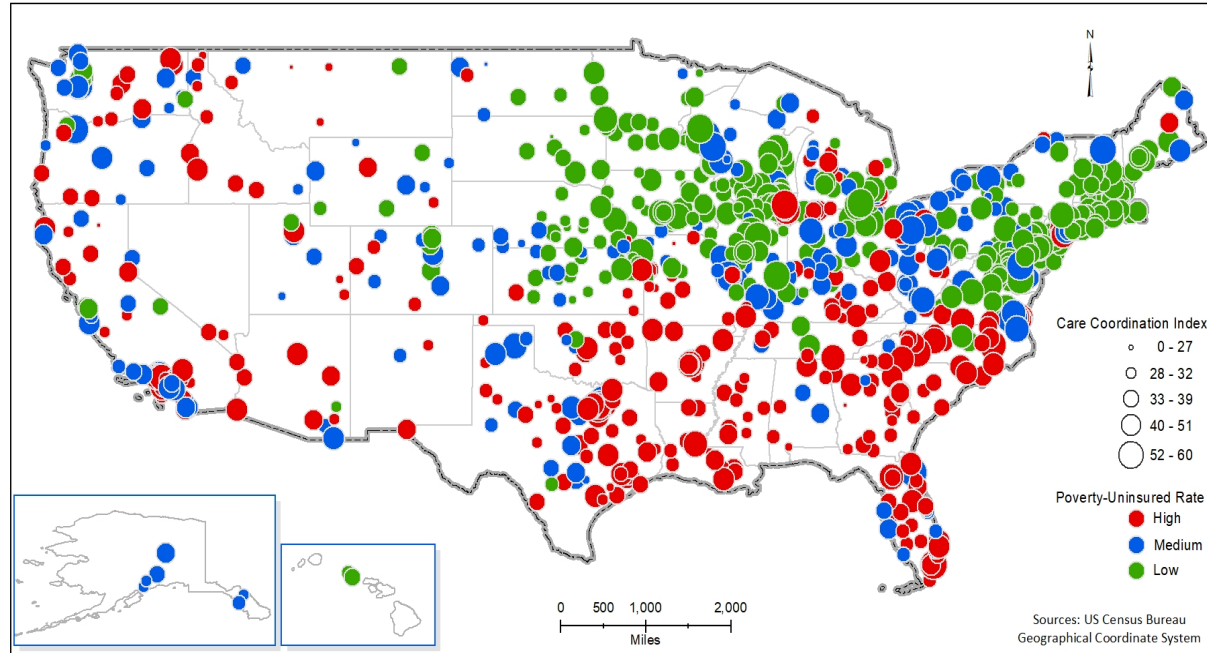 N
Care Coordination Index
0 - 27
28 - 32
33 - 39
40 - 51
52 - 60
Poverty-Uninsured Rate
High
Medium
Low
0 500 1,000 2,000
Miles
Sources: US Census Bureau
Geographical Coordinate System